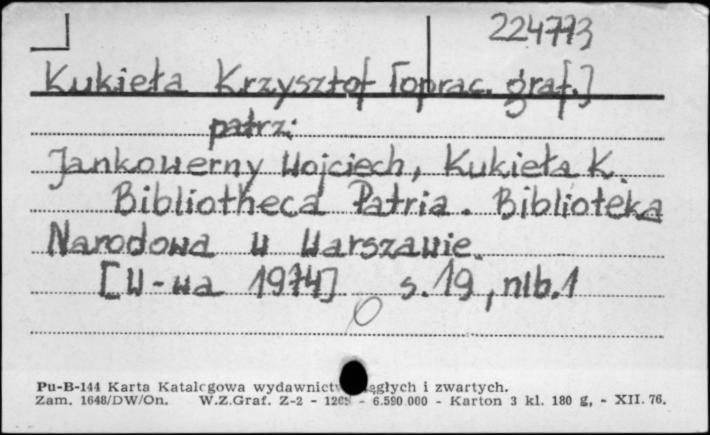 224773
Kukieła Krzysztof [oprac. graf.]
patrz:
Jankowerny Wojciech, Kukieła K.
Bibliotheca Patria. Biblioteka
Narodowa w Warszawie.
[W-wa 1974] s. 19, nlb. 1
Pu-B-144 Karta Katalogowa wydawnictw ciągłych i zwartych.
Zam. 1648/DW/On. W.Z.Graf. Z-2 - - 6.590.000 - Karton 3 kl. 180 g, - XII. 76.